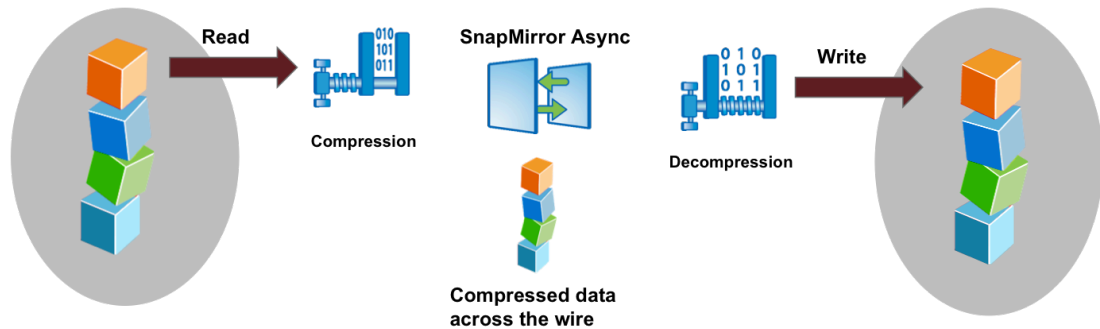 Read
010
101
011
Compression
SnapMirror Async
Compressed data
across the wire
0 1 0
1 0 1
0 1 1
Decompression
Write